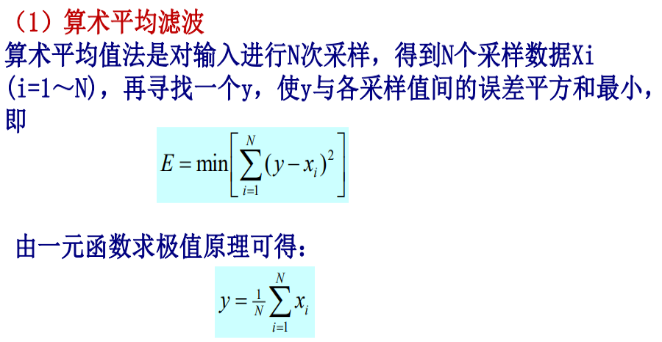 （1）算术平均滤波
算术平均值法是对输入进行N次采样，得到N个采样数据Xi
(i=1～N)，再寻找一个y，使y与各采样值间的误差平方和最小，
即
E = min[∑_{i=1}^{N}(y − x_i)^2]
由一元函数求极值原理可得：
y = 1/N ∑_{i=1}^{N} x_i